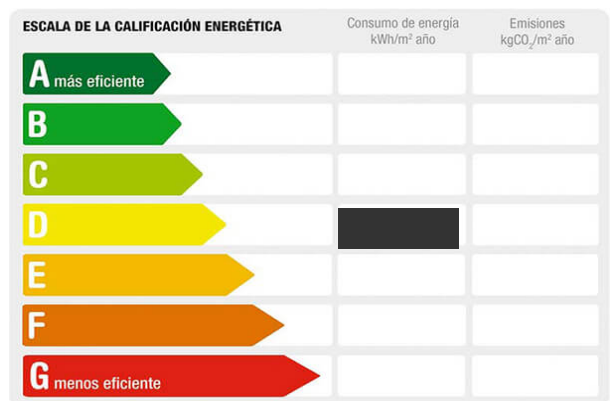 ESCALA DE LA CALIFICACIÓN ENERGÉTICA
Consumo de energía
kWh/m² año
Emisiones
kgCO₂/m² año
A más eficiente
B
C
D
E
F
G menos eficiente